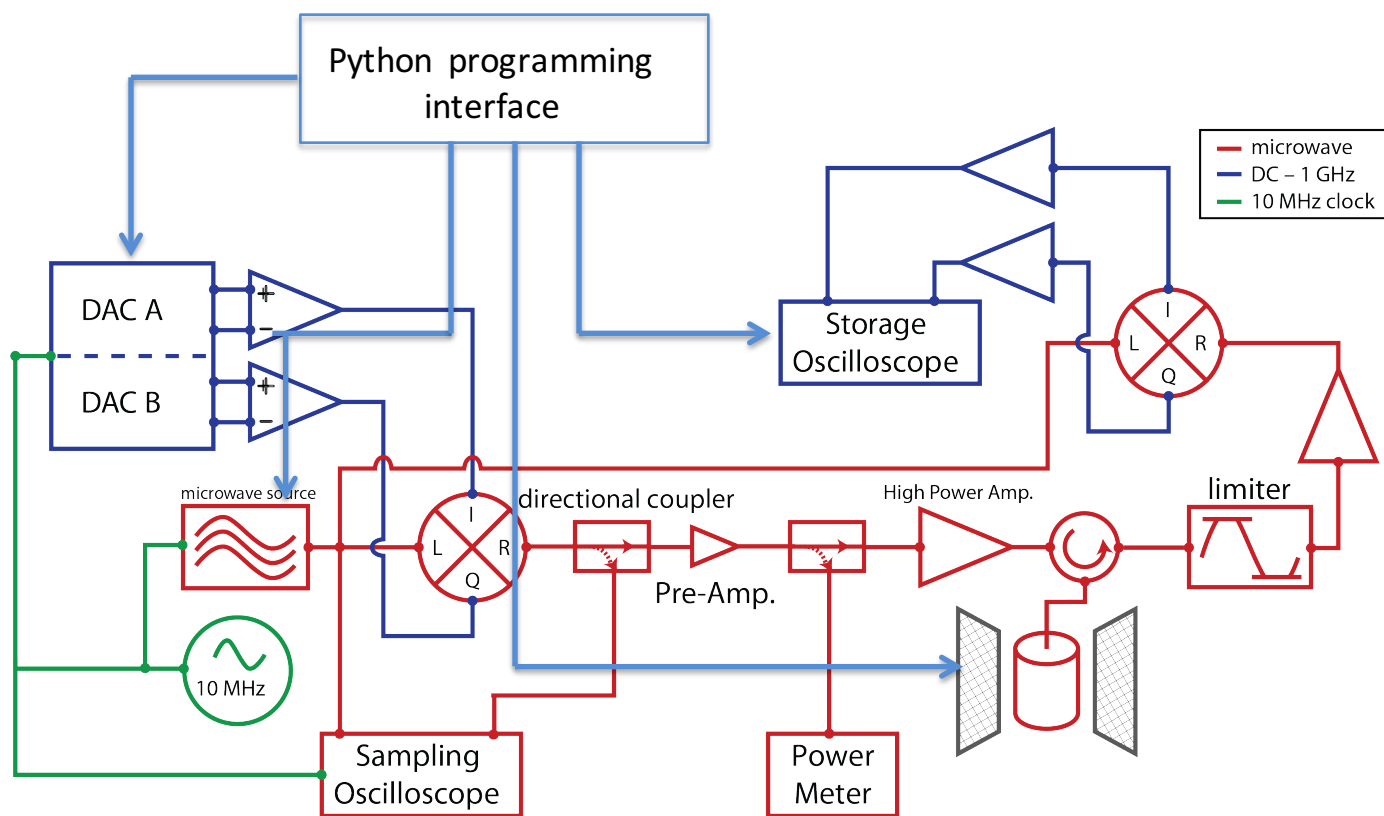 Python programming
interface
microwave
DC – 1 GHz
10 MHz clock
DAC A
+
−
DAC B
+
−
Storage
Oscilloscope
I
L
R
Q
microwave source
directional coupler
High Power Amp.
limiter
I
L
R
Q
Pre-Amp.
10 MHz
Sampling
Oscilloscope
Power
Meter